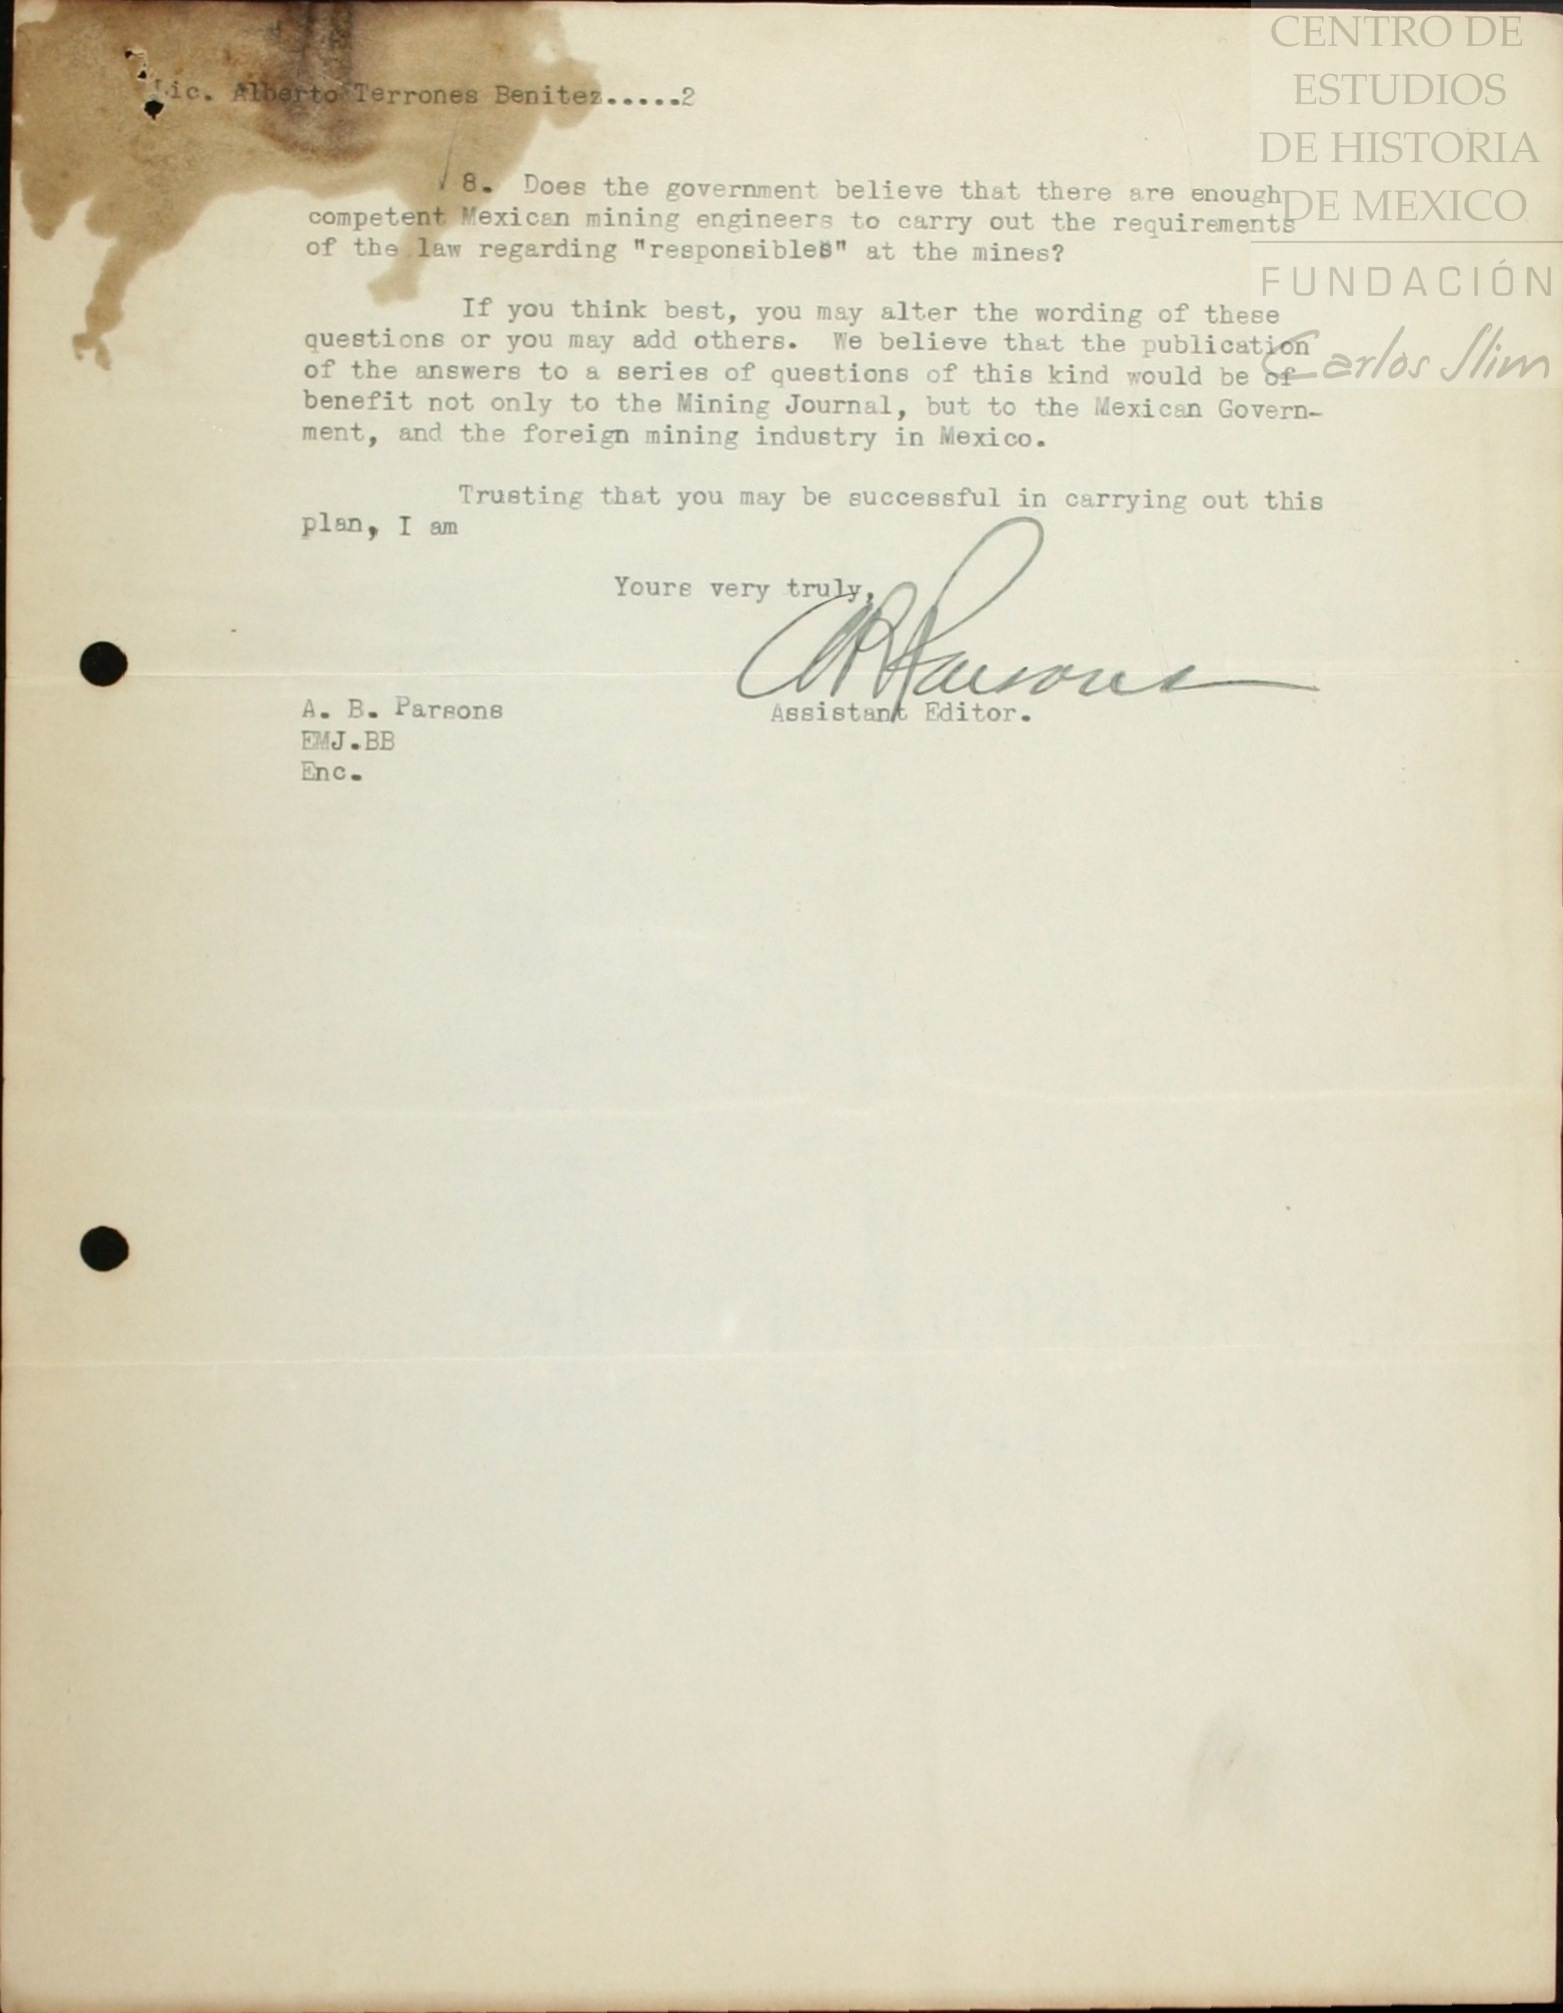 Lic. Alberto Terrones Benitez.....2
8. Does the government believe that there are enough
competent Mexican mining engineers to carry out the requirements
of the law regarding "responsibles" at the mines?
If you think best, you may alter the wording of these
questions or you may add others. We believe that the publication
of the answers to a series of questions of this kind would be of
benefit not only to the Mining Journal, but to the Mexican Govern-
ment, and the foreign mining industry in Mexico.
Trusting that you may be successful in carrying out this
plan, I am
Yours very truly,
A B Parsons
A. B. Parsons
Assistant Editor.
EMJ.BB
Enc.
CENTRO DE
ESTUDIOS
DE HISTORIA
DE MEXICO
FUNDACIÓN
Carlos Slim